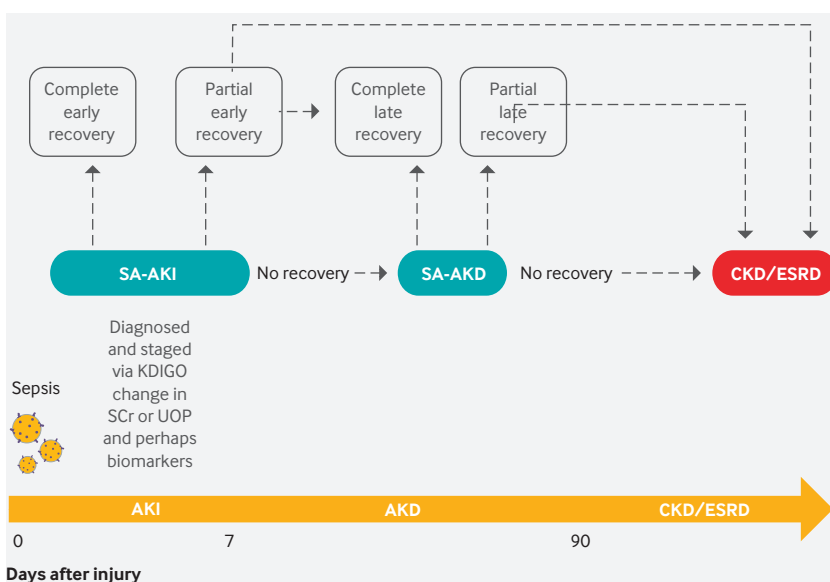 Complete
early
recovery
Partial
early
recovery
Complete
late
recovery
Partial
late
recovery
SA-AKI
No recovery
SA-AKD
No recovery
CKD/ESRD
Diagnosed
and staged
via KDIGO
change in
SCr or UOP
and perhaps
biomarkers
Sepsis
AKI
AKD
CKD/ESRD
0
7
90
Days after injury